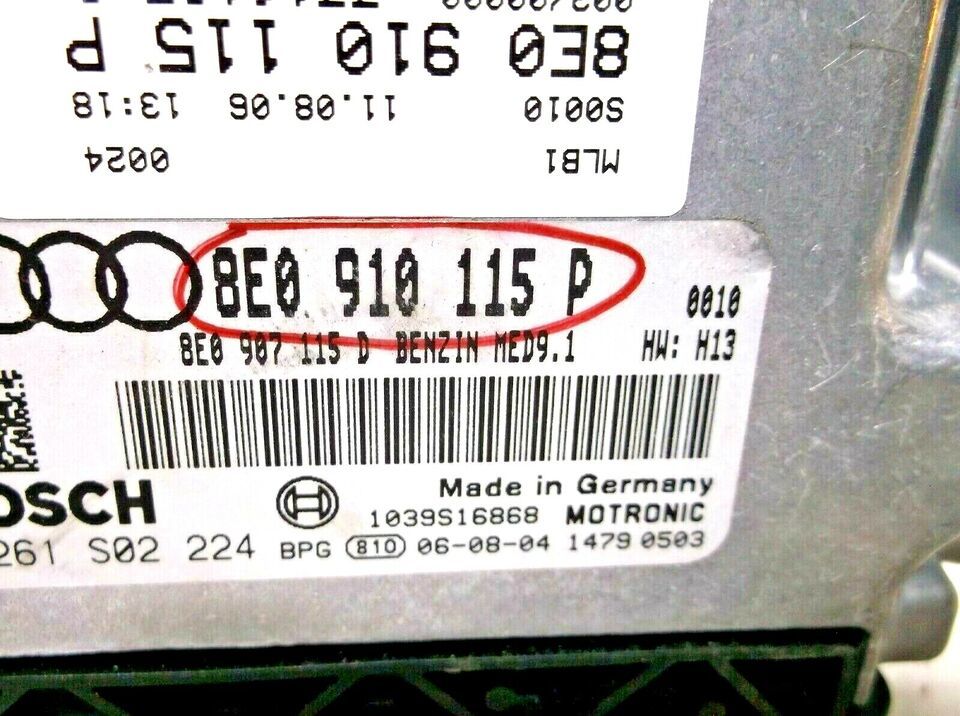 MLB1 0024
S0010 11.08.06 13:18
8E0 910 115 P
8E0 910 115 P
0010
8E0 907 115 D BENZIN MED9.1 HW: H13
Made in Germany
1039S16868 MOTRONIC
261 S02 224 BPG 810 06-08-04 1479 0503